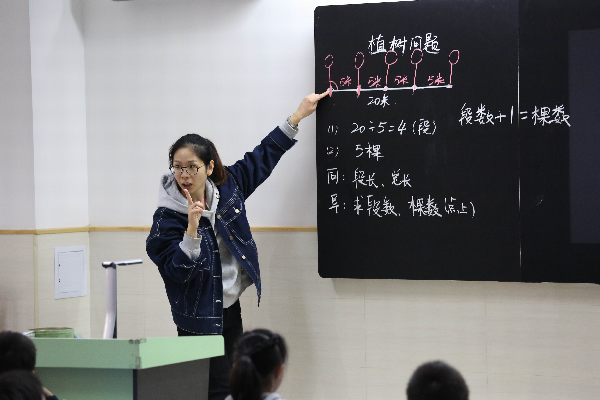 植树问题
5米 5米 5米 5米
20米
段数+1=棵数
(1) 20÷5=4(段)
(2) 5棵
同:段长、总长
异:求段数、棵数(点上)